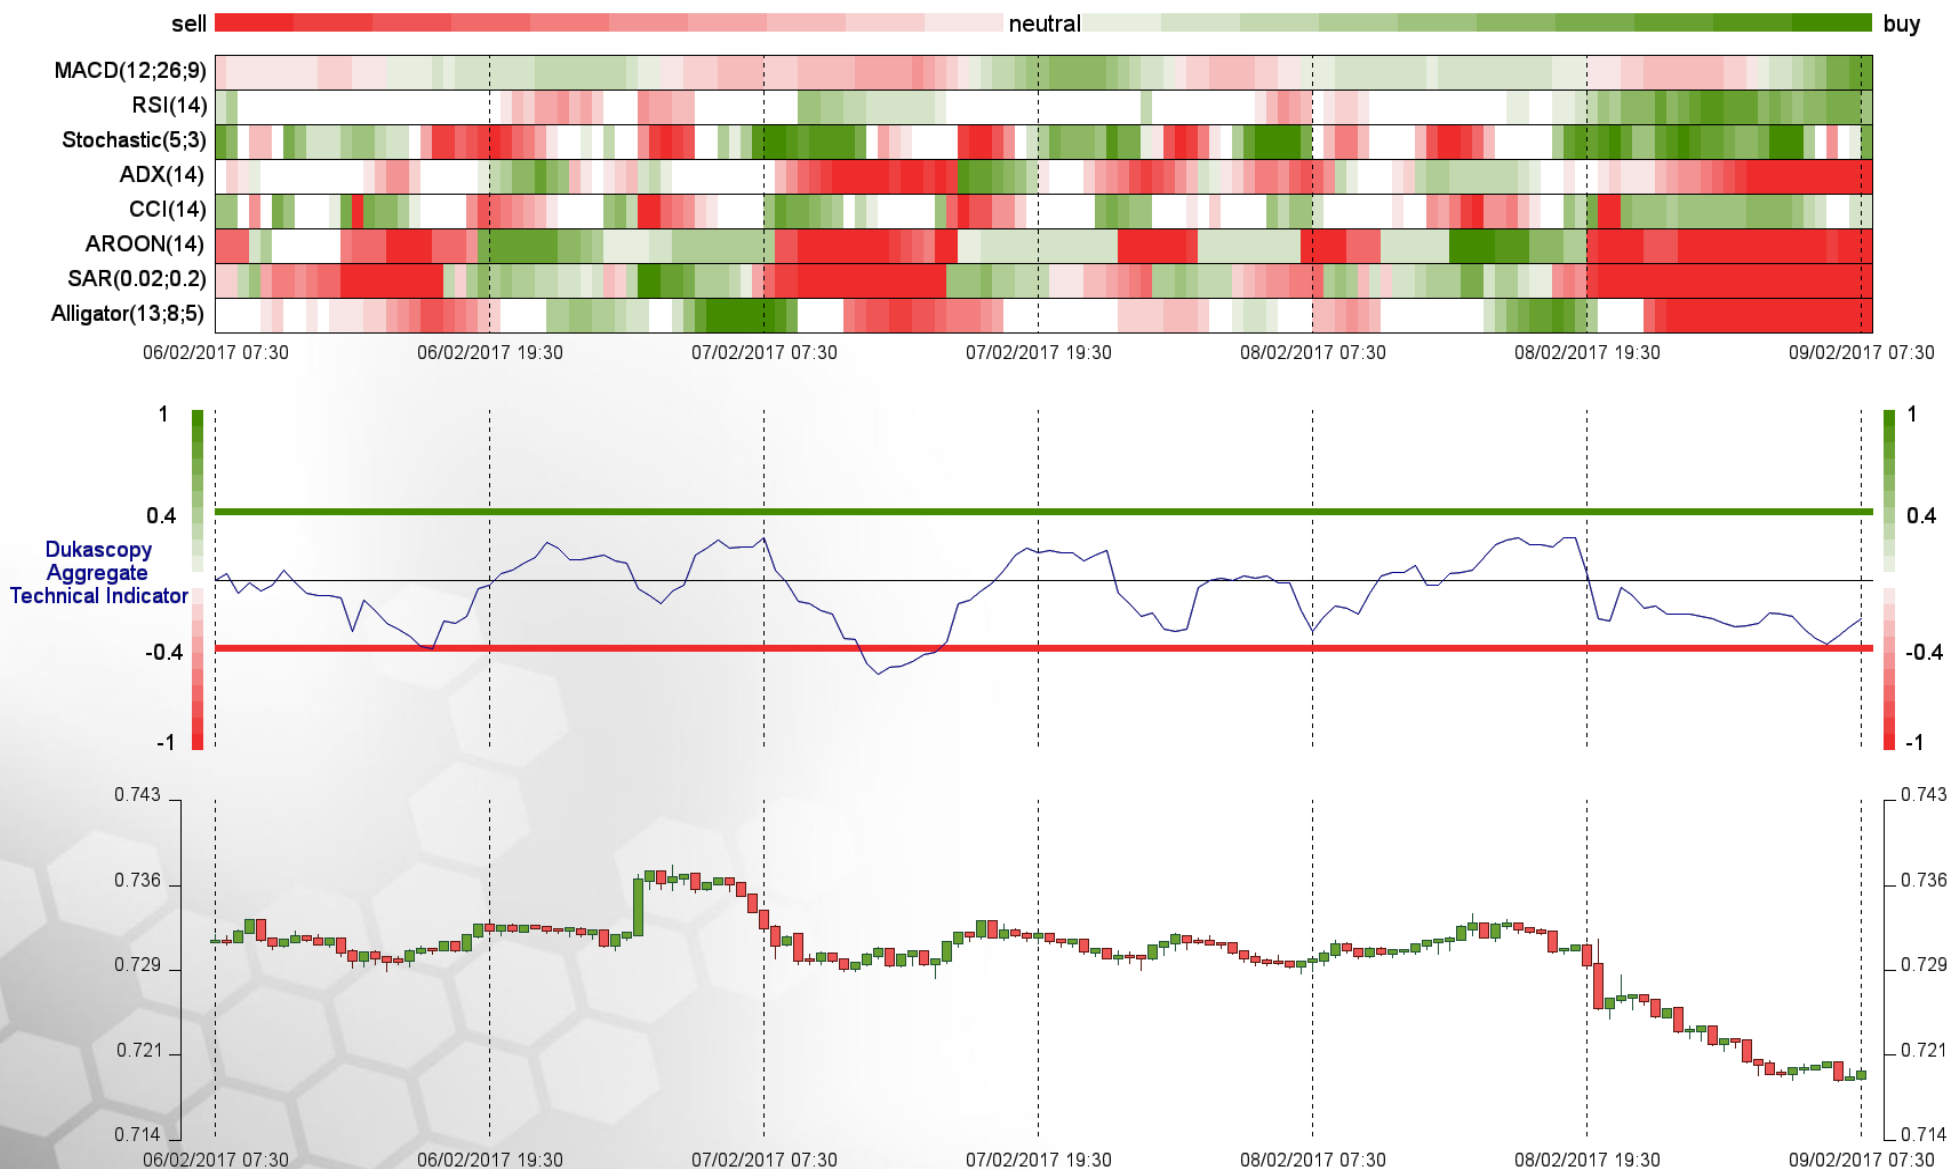 sell neutral buy
MACD(12;26;9)
RSI(14)
Stochastic(5;3)
ADX(14)
CCI(14)
AROON(14)
SAR(0.02;0.2)
Alligator(13;8;5)
06/02/2017 07:30 06/02/2017 19:30 07/02/2017 07:30 07/02/2017 19:30 08/02/2017 07:30 08/02/2017 19:30 09/02/2017 07:30
1 1
0.4 0.4
Dukascopy
Aggregate
Technical Indicator
-0.4 -0.4
-1 -1
0.743 0.743
0.736 0.736
0.729 0.729
0.721 0.721
0.714 0.714
06/02/2017 07:30 06/02/2017 19:30 07/02/2017 07:30 07/02/2017 19:30 08/02/2017 07:30 08/02/2017 19:30 09/02/2017 07:30